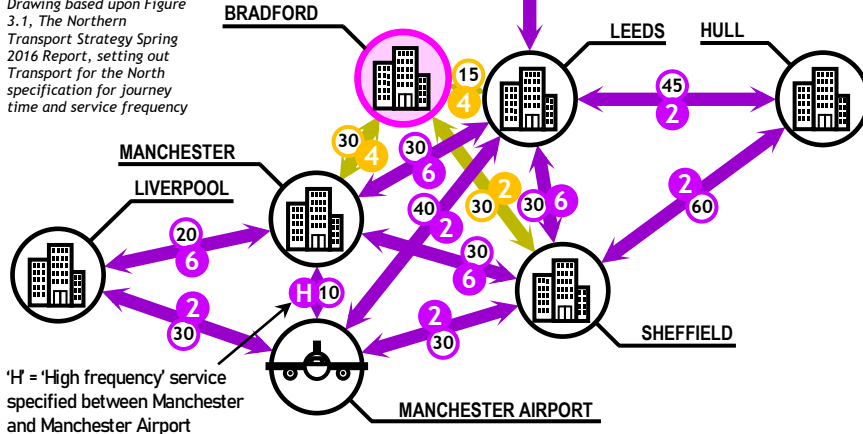 Drawing based upon Figure
3.1, The Northern
Transport Strategy Spring
2016 Report, setting out
Transport for the North
specification for journey
time and service frequency
BRADFORD
LEEDS
HULL
15
4
45
2
30
4
30
6
MANCHESTER
LIVERPOOL
2
30
40
2
30
6
2
60
20
6
30
6
H
10
2
30
2
30
SHEFFIELD
'H' = 'High frequency' service
specified between Manchester
and Manchester Airport
MANCHESTER AIRPORT